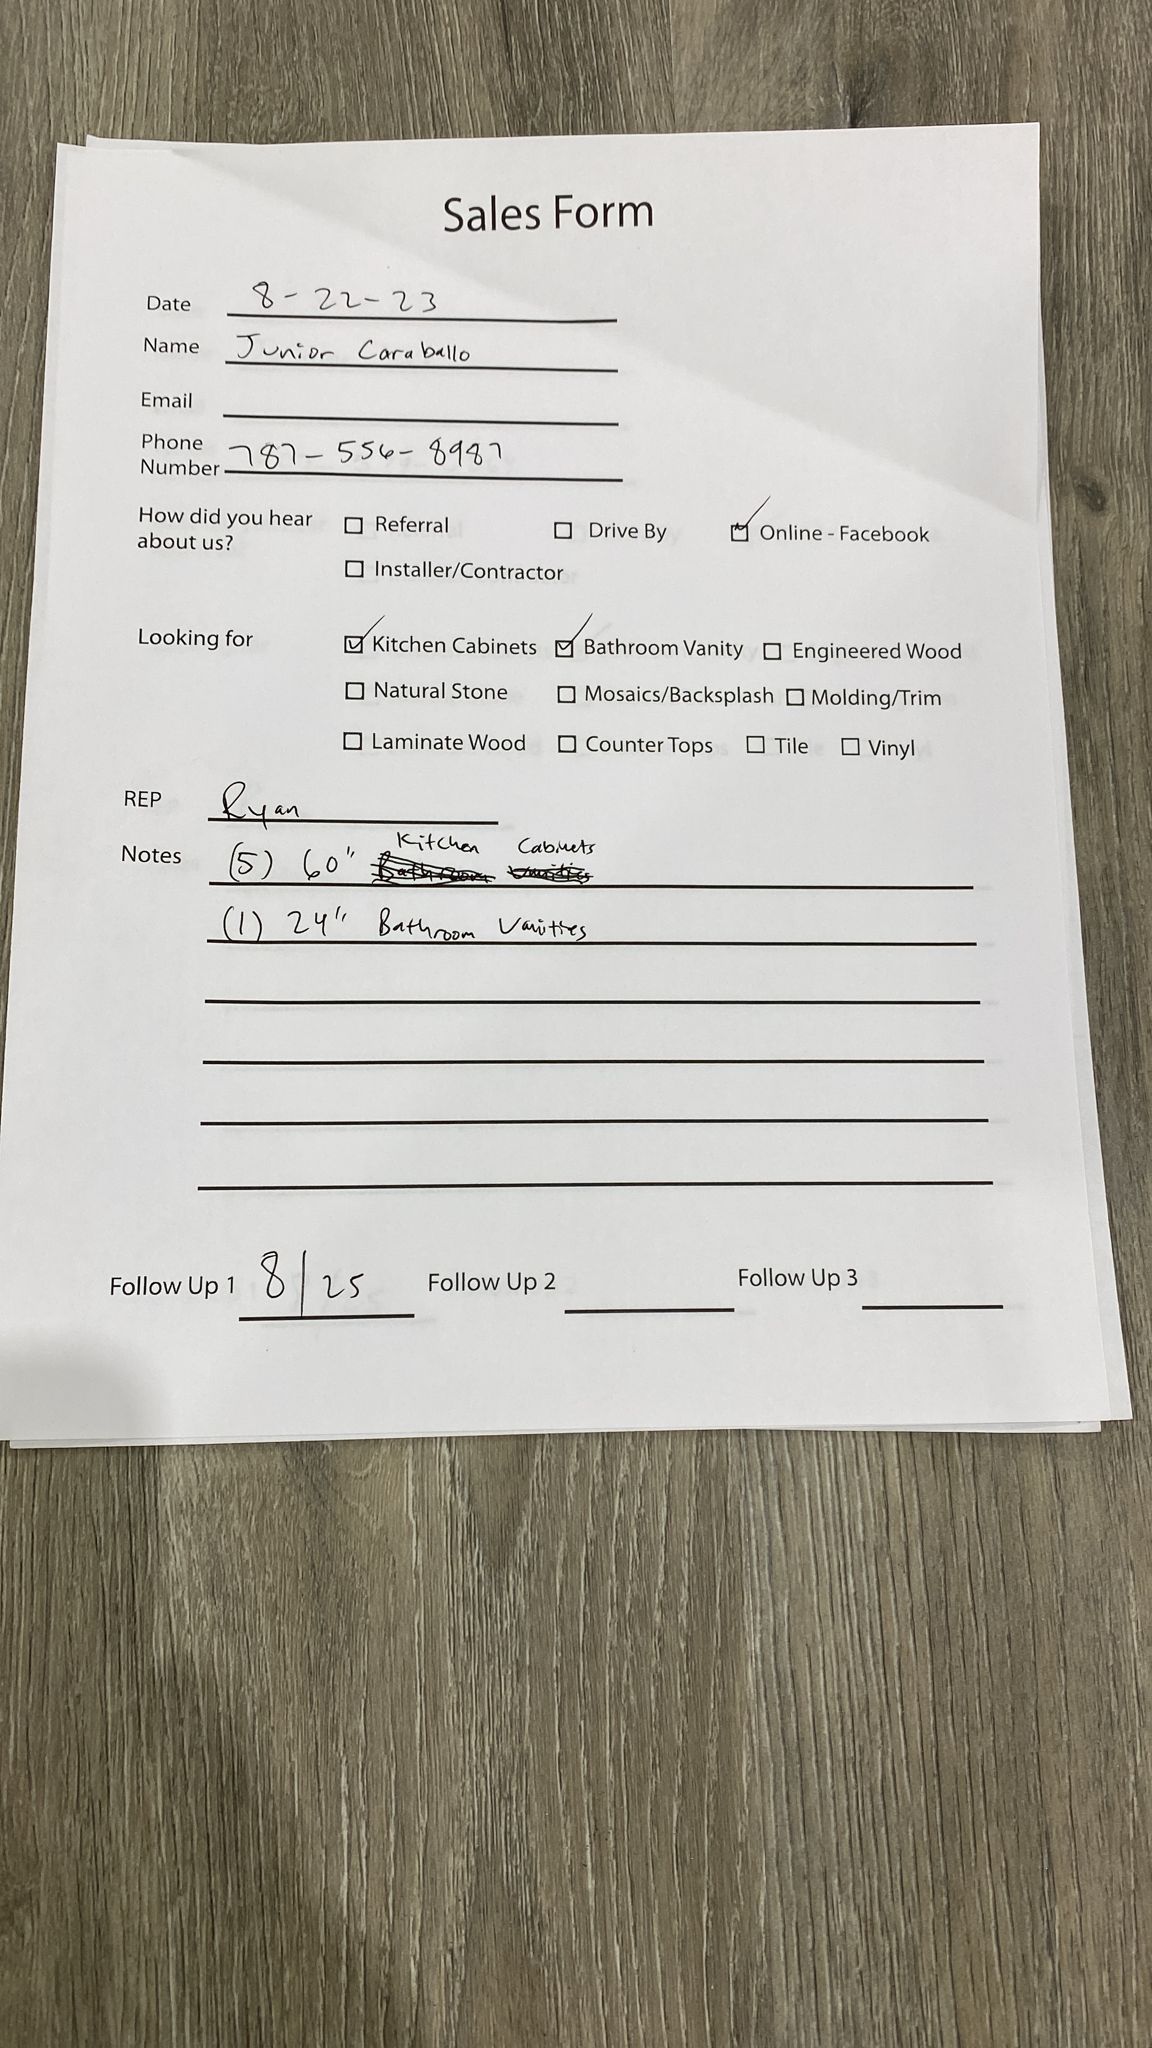 Sales Form
Date 8-22-23
Name Junior Caraballo
Email
Phone Number 787-556-8987
How did you hear about us? ☐ Referral ☐ Drive By ☑ Online - Facebook
☐ Installer/Contractor
Looking for ☑ Kitchen Cabinets ☑ Bathroom Vanity ☐ Engineered Wood
☐ Natural Stone ☐ Mosaics/Backsplash ☐ Molding/Trim
☐ Laminate Wood ☐ Counter Tops ☐ Tile ☐ Vinyl
REP Ryan
Notes (5) 60" Kitchen Cabinets
(1) 24" Bathroom Vanities
Follow Up 1 8/25 Follow Up 2 Follow Up 3